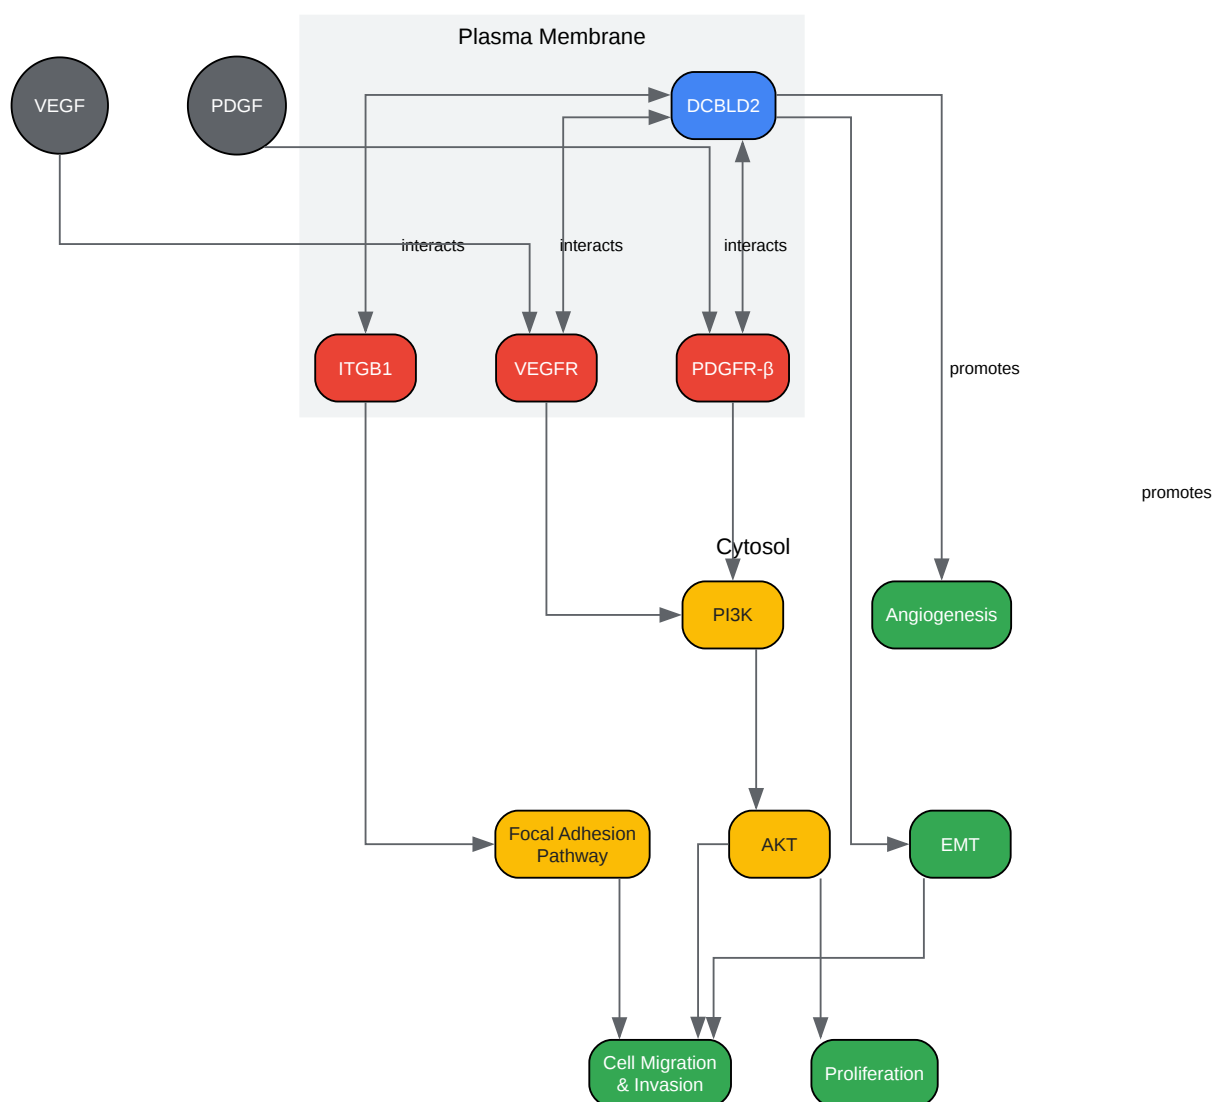 Plasma Membrane
VEGF
PDGF
DCBLD2
interacts
interacts
interacts
ITGB1
VEGFR
PDGFR-β
promotes
promotes
Cytosol
PI3K
Angiogenesis
Focal Adhesion
Pathway
AKT
EMT
Cell Migration
& Invasion
Proliferation